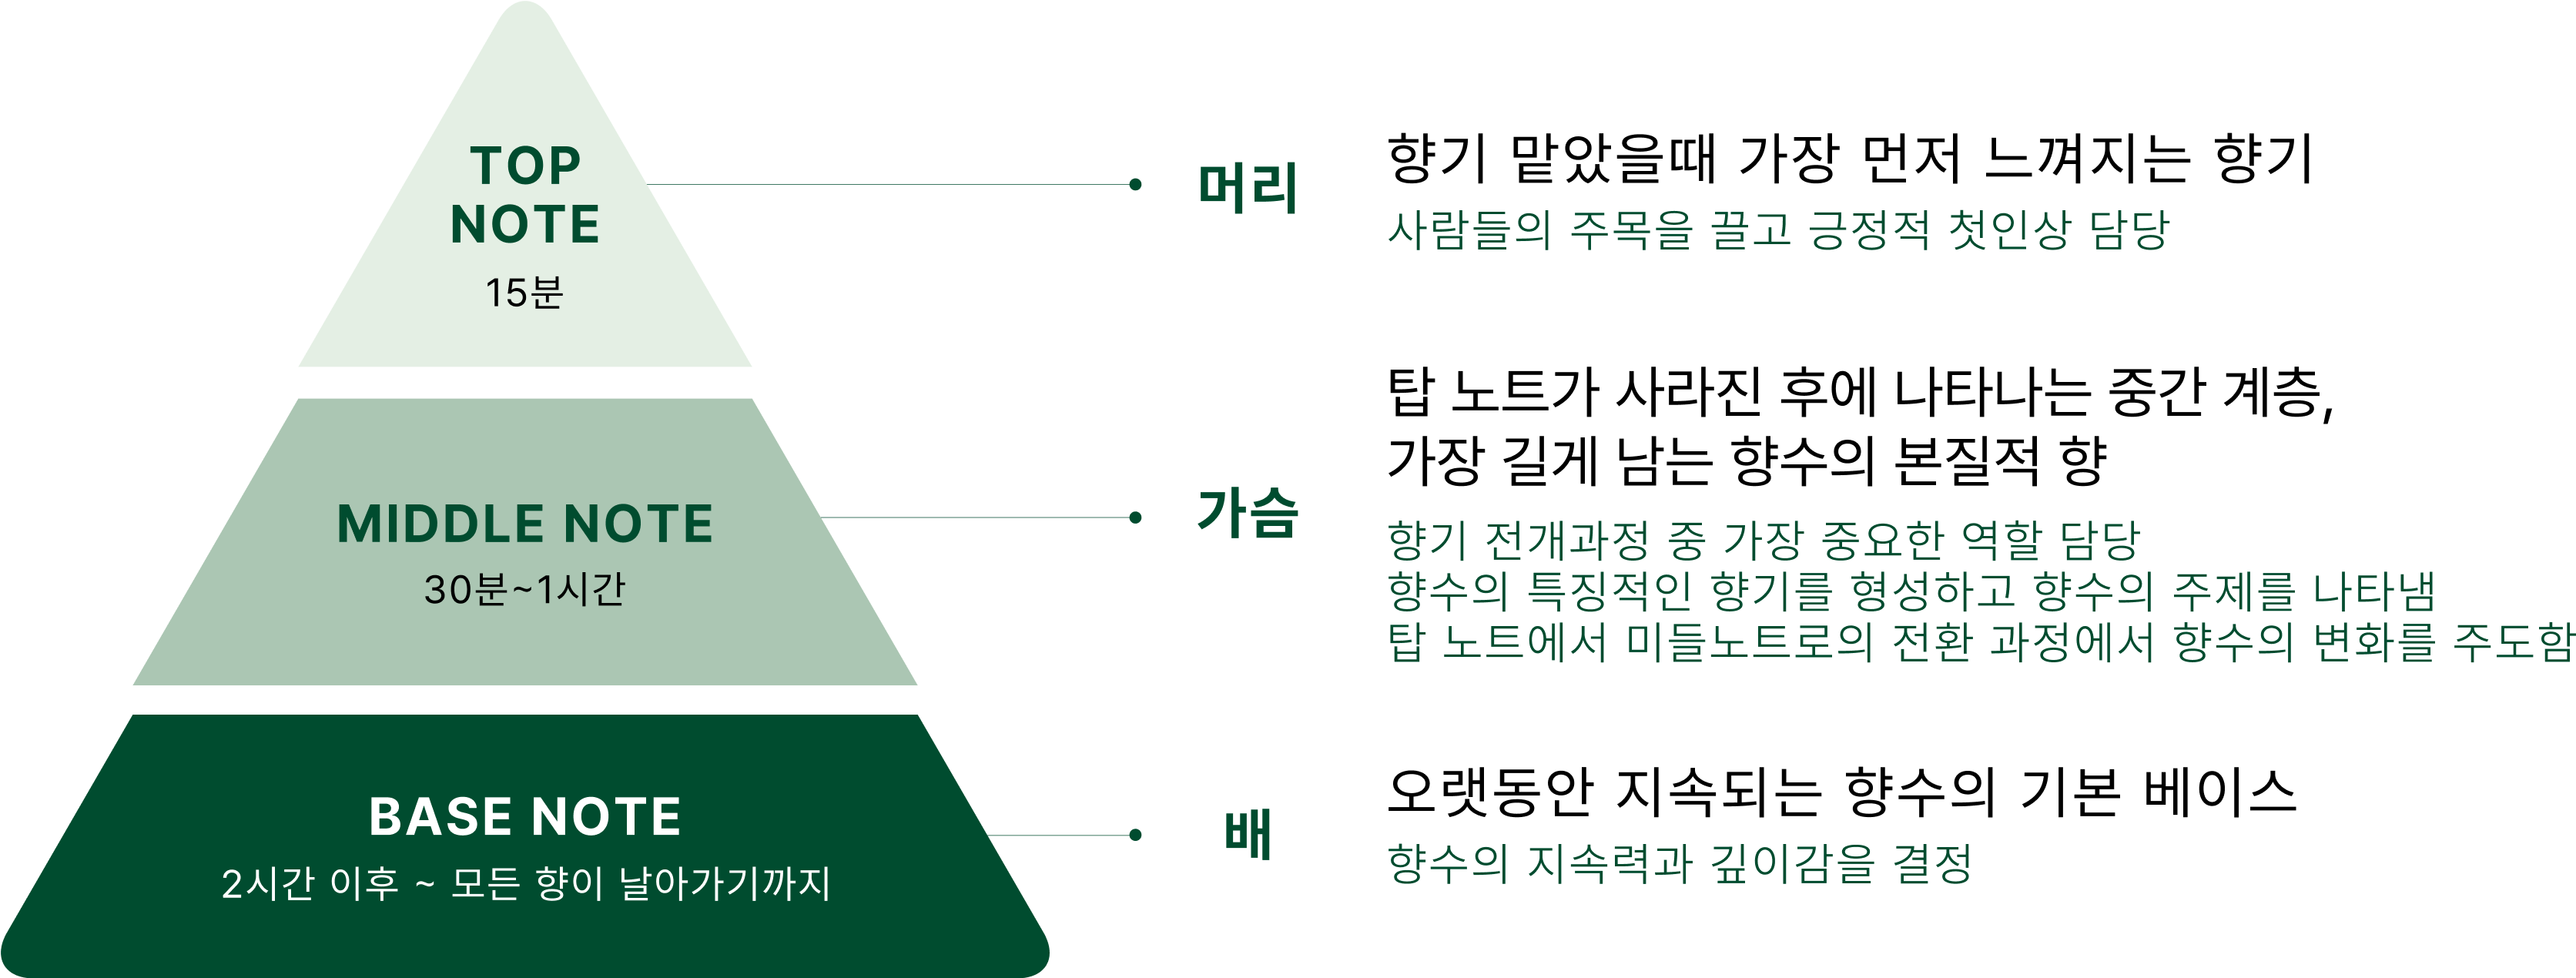 TOP
NOTE
15분
머리
향기 맡았을때 가장 먼저 느껴지는 향기
사람들의 주목을 끌고 긍정적 첫인상 담당
MIDDLE NOTE
30분~1시간
가슴
탑 노트가 사라진 후에 나타나는 중간 계층,
가장 길게 남는 향수의 본질적 향
향기 전개과정 중 가장 중요한 역할 담당
향수의 특징적인 향기를 형성하고 향수의 주제를 나타냄
탑 노트에서 미들노트로의 전환 과정에서 향수의 변화를 주도함
BASE NOTE
2시간 이후 ~ 모든 향이 날아가기까지
배
오랫동안 지속되는 향수의 기본 베이스
향수의 지속력과 깊이감을 결정